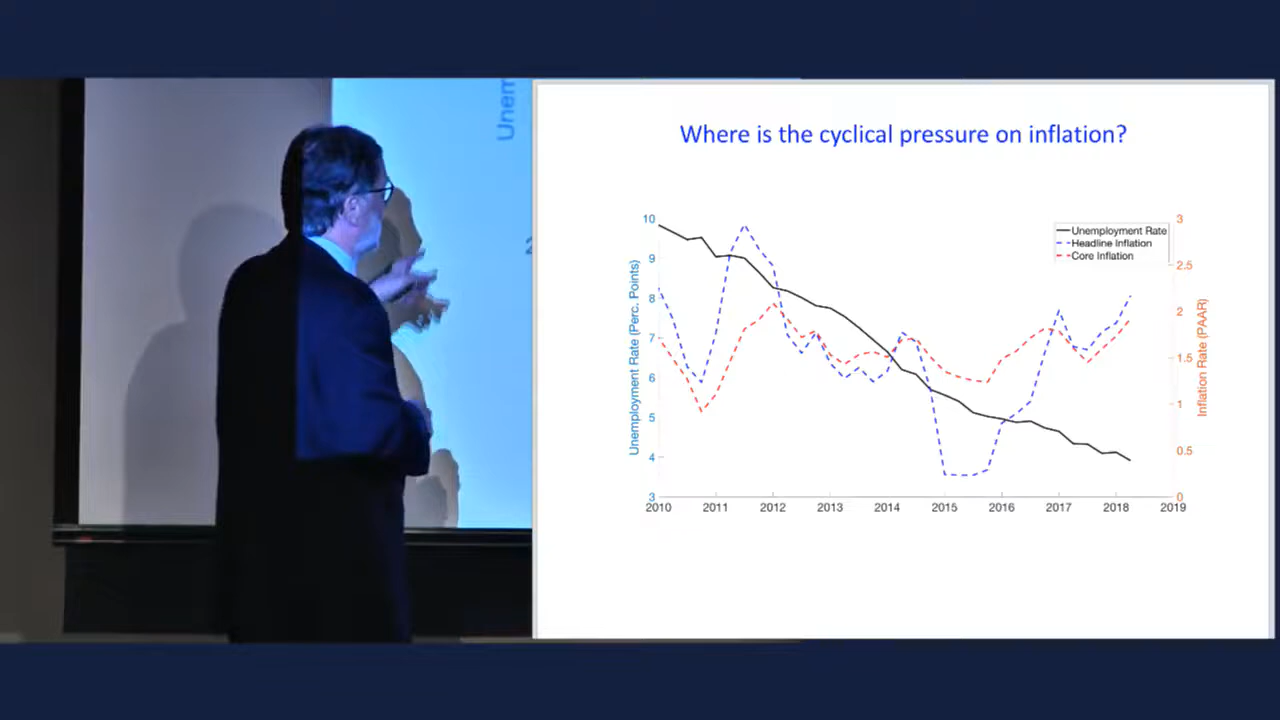 Unem
Where is the cyclical pressure on inflation?
Unemployment Rate
Headline Inflation
Core Inflation
Unemployment Rate (Perc. Points)
10
9
8
7
6
5
4
3
3
2.5
2
1.5
1
0.5
0
Inflation Rate (PAAR)
2010 2011 2012 2013 2014 2015 2016 2017 2018 2019